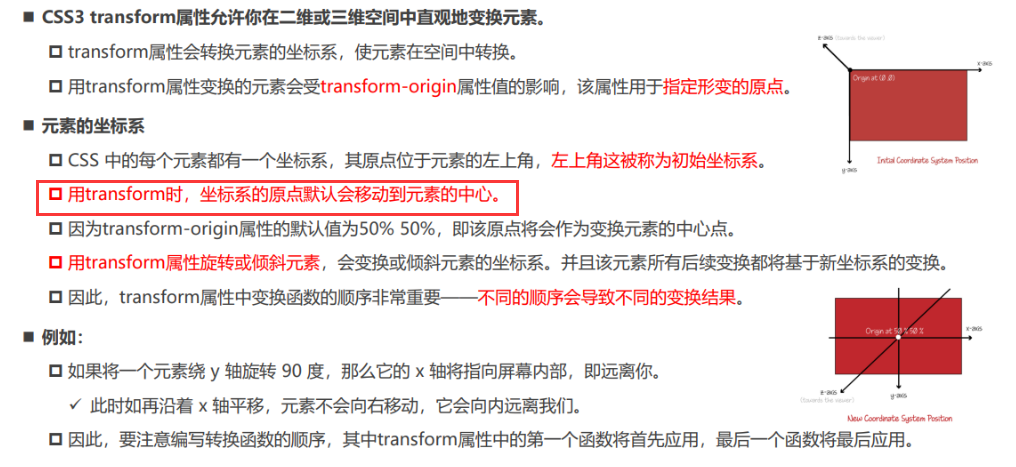 CSS3 transform属性允许你在二维或三维空间中直观地变换元素。
transform属性会转换元素的坐标系，使元素在空间中转换。
用transform属性变换的元素会受transform-origin属性值的影响，该属性用于指定形变的原点。
元素的坐标系
CSS 中的每个元素都有一个坐标系，其原点位于元素的左上角，左上角这被称为初始坐标系。
用transform时，坐标系的原点默认会移动到元素的中心。
因为transform-origin属性的默认值为50% 50%，即该原点将会作为变换元素的中心点。
用transform属性旋转或倾斜元素，会变换或倾斜元素的坐标系。并且该元素所有后续变换都将基于新坐标系的变换。
因此，transform属性中变换函数的顺序非常重要——不同的顺序会导致不同的变换结果。
例如：
如果将一个元素绕 y 轴旋转 90 度，那么它的 x 轴将指向屏幕内部，即远离你。
此时如再沿着 x 轴平移，元素不会向右移动，它会向内远离我们。
因此，要注意编写转换函数的顺序，其中transform属性中的第一个函数将首先应用，最后一个函数将最后应用。
z-axis (towards the viewer)
x-axis
Origin at (0,0)
Initial Coordinate System Position
y-axis
Origin at 50 % 50 %
x-axis
z-axis
(towards the viewer)
y-axis
New Coordinate System Position